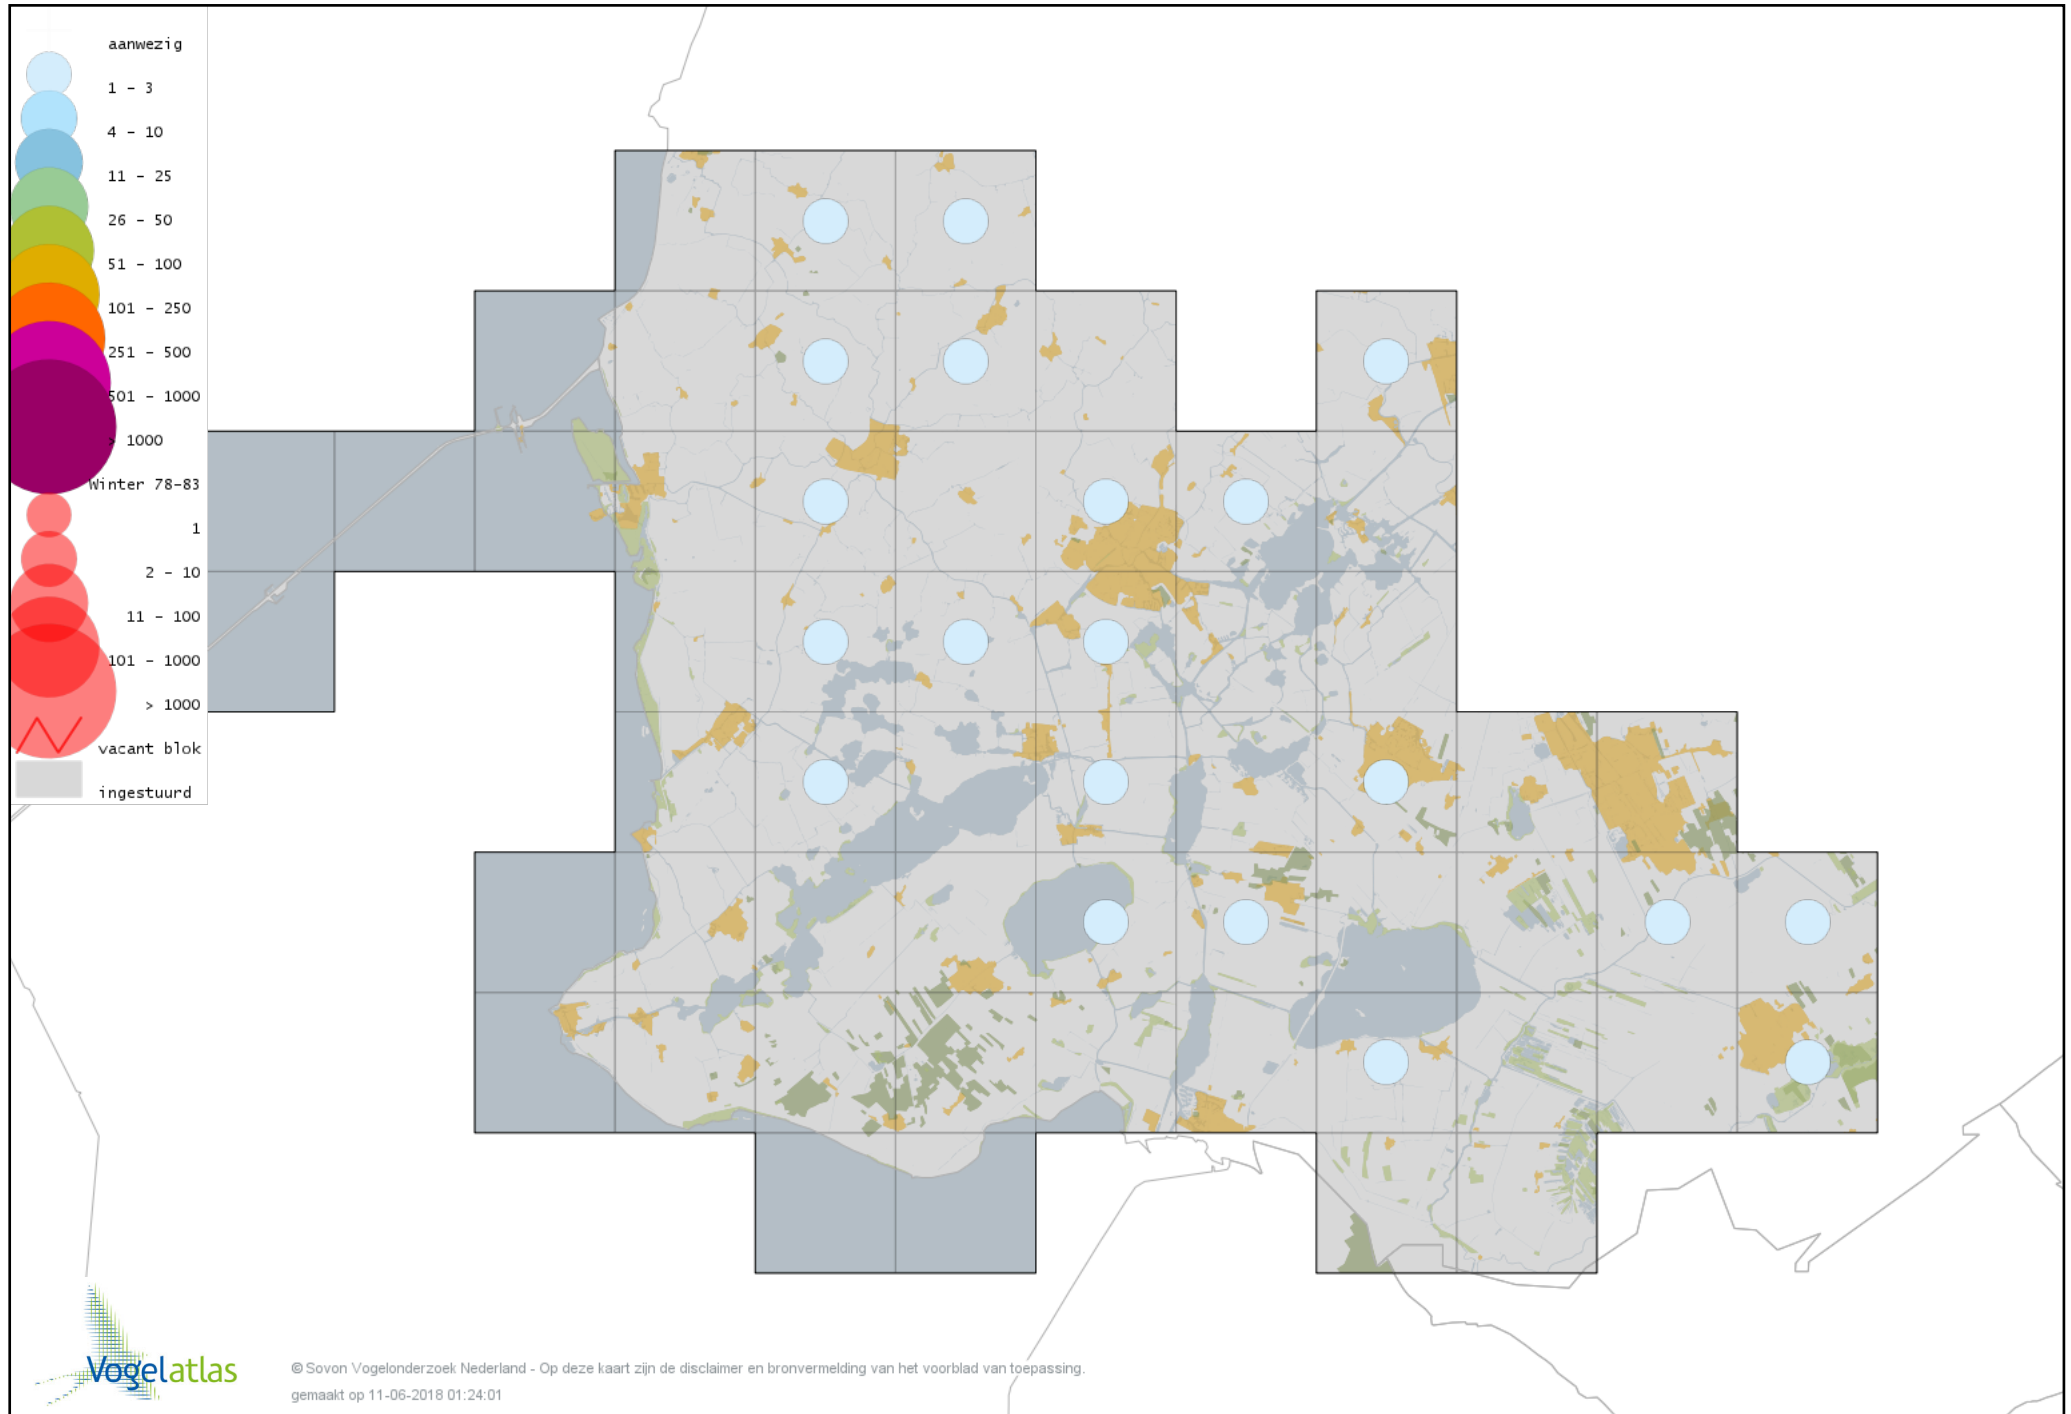 aanwezig
1 - 3
4 - 10
11 - 25
26 - 50
51 - 100
101 - 250
251 - 500
501 - 1000
> 1000
Winter 78-83
1
2 - 10
11 - 100
101 - 1000
> 1000
vacant blok
ingestuurd
Vogelatlas
© Sovon Vogelonderzoek Nederland - Op deze kaart zijn de disclaimer en bronvermelding van het voorblad van toepassing.
gemaakt op 11-06-2018 01:24:01